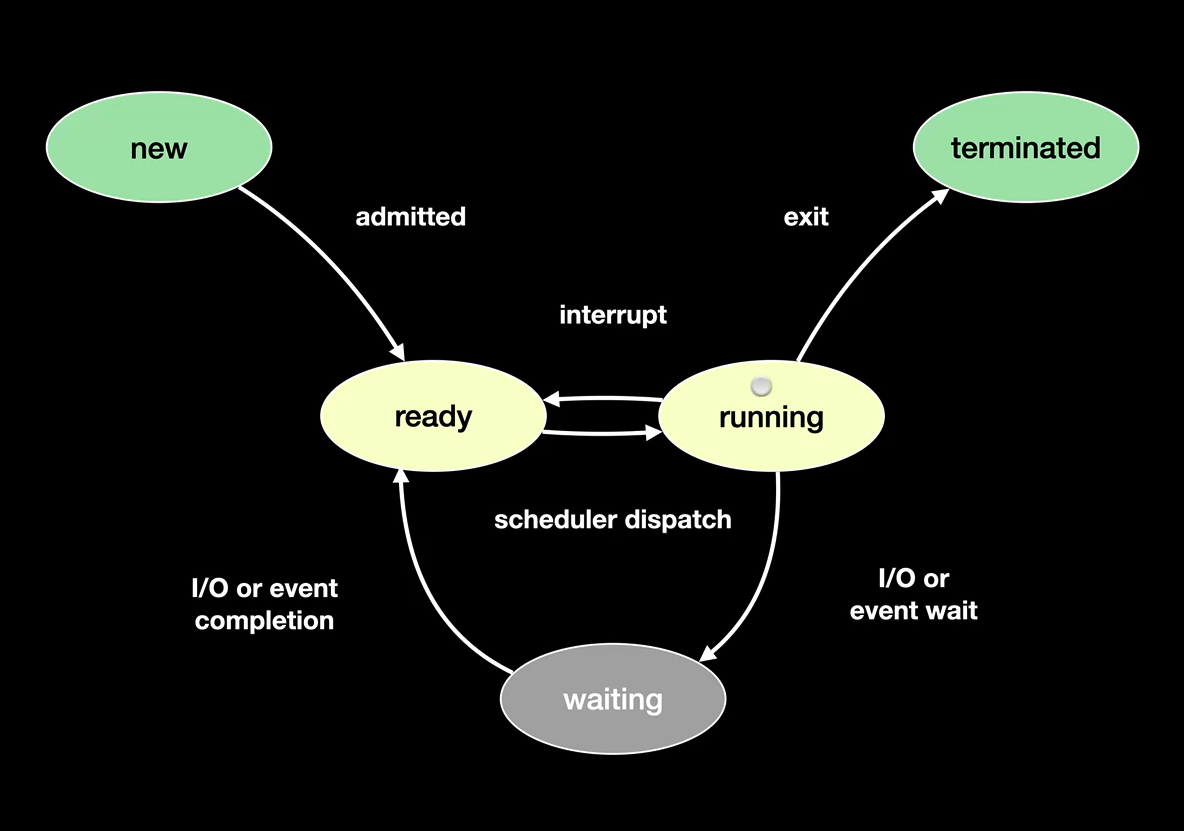 new
terminated
admitted
exit
interrupt
ready
running
scheduler dispatch
I/O or event
completion
I/O or
event wait
waiting